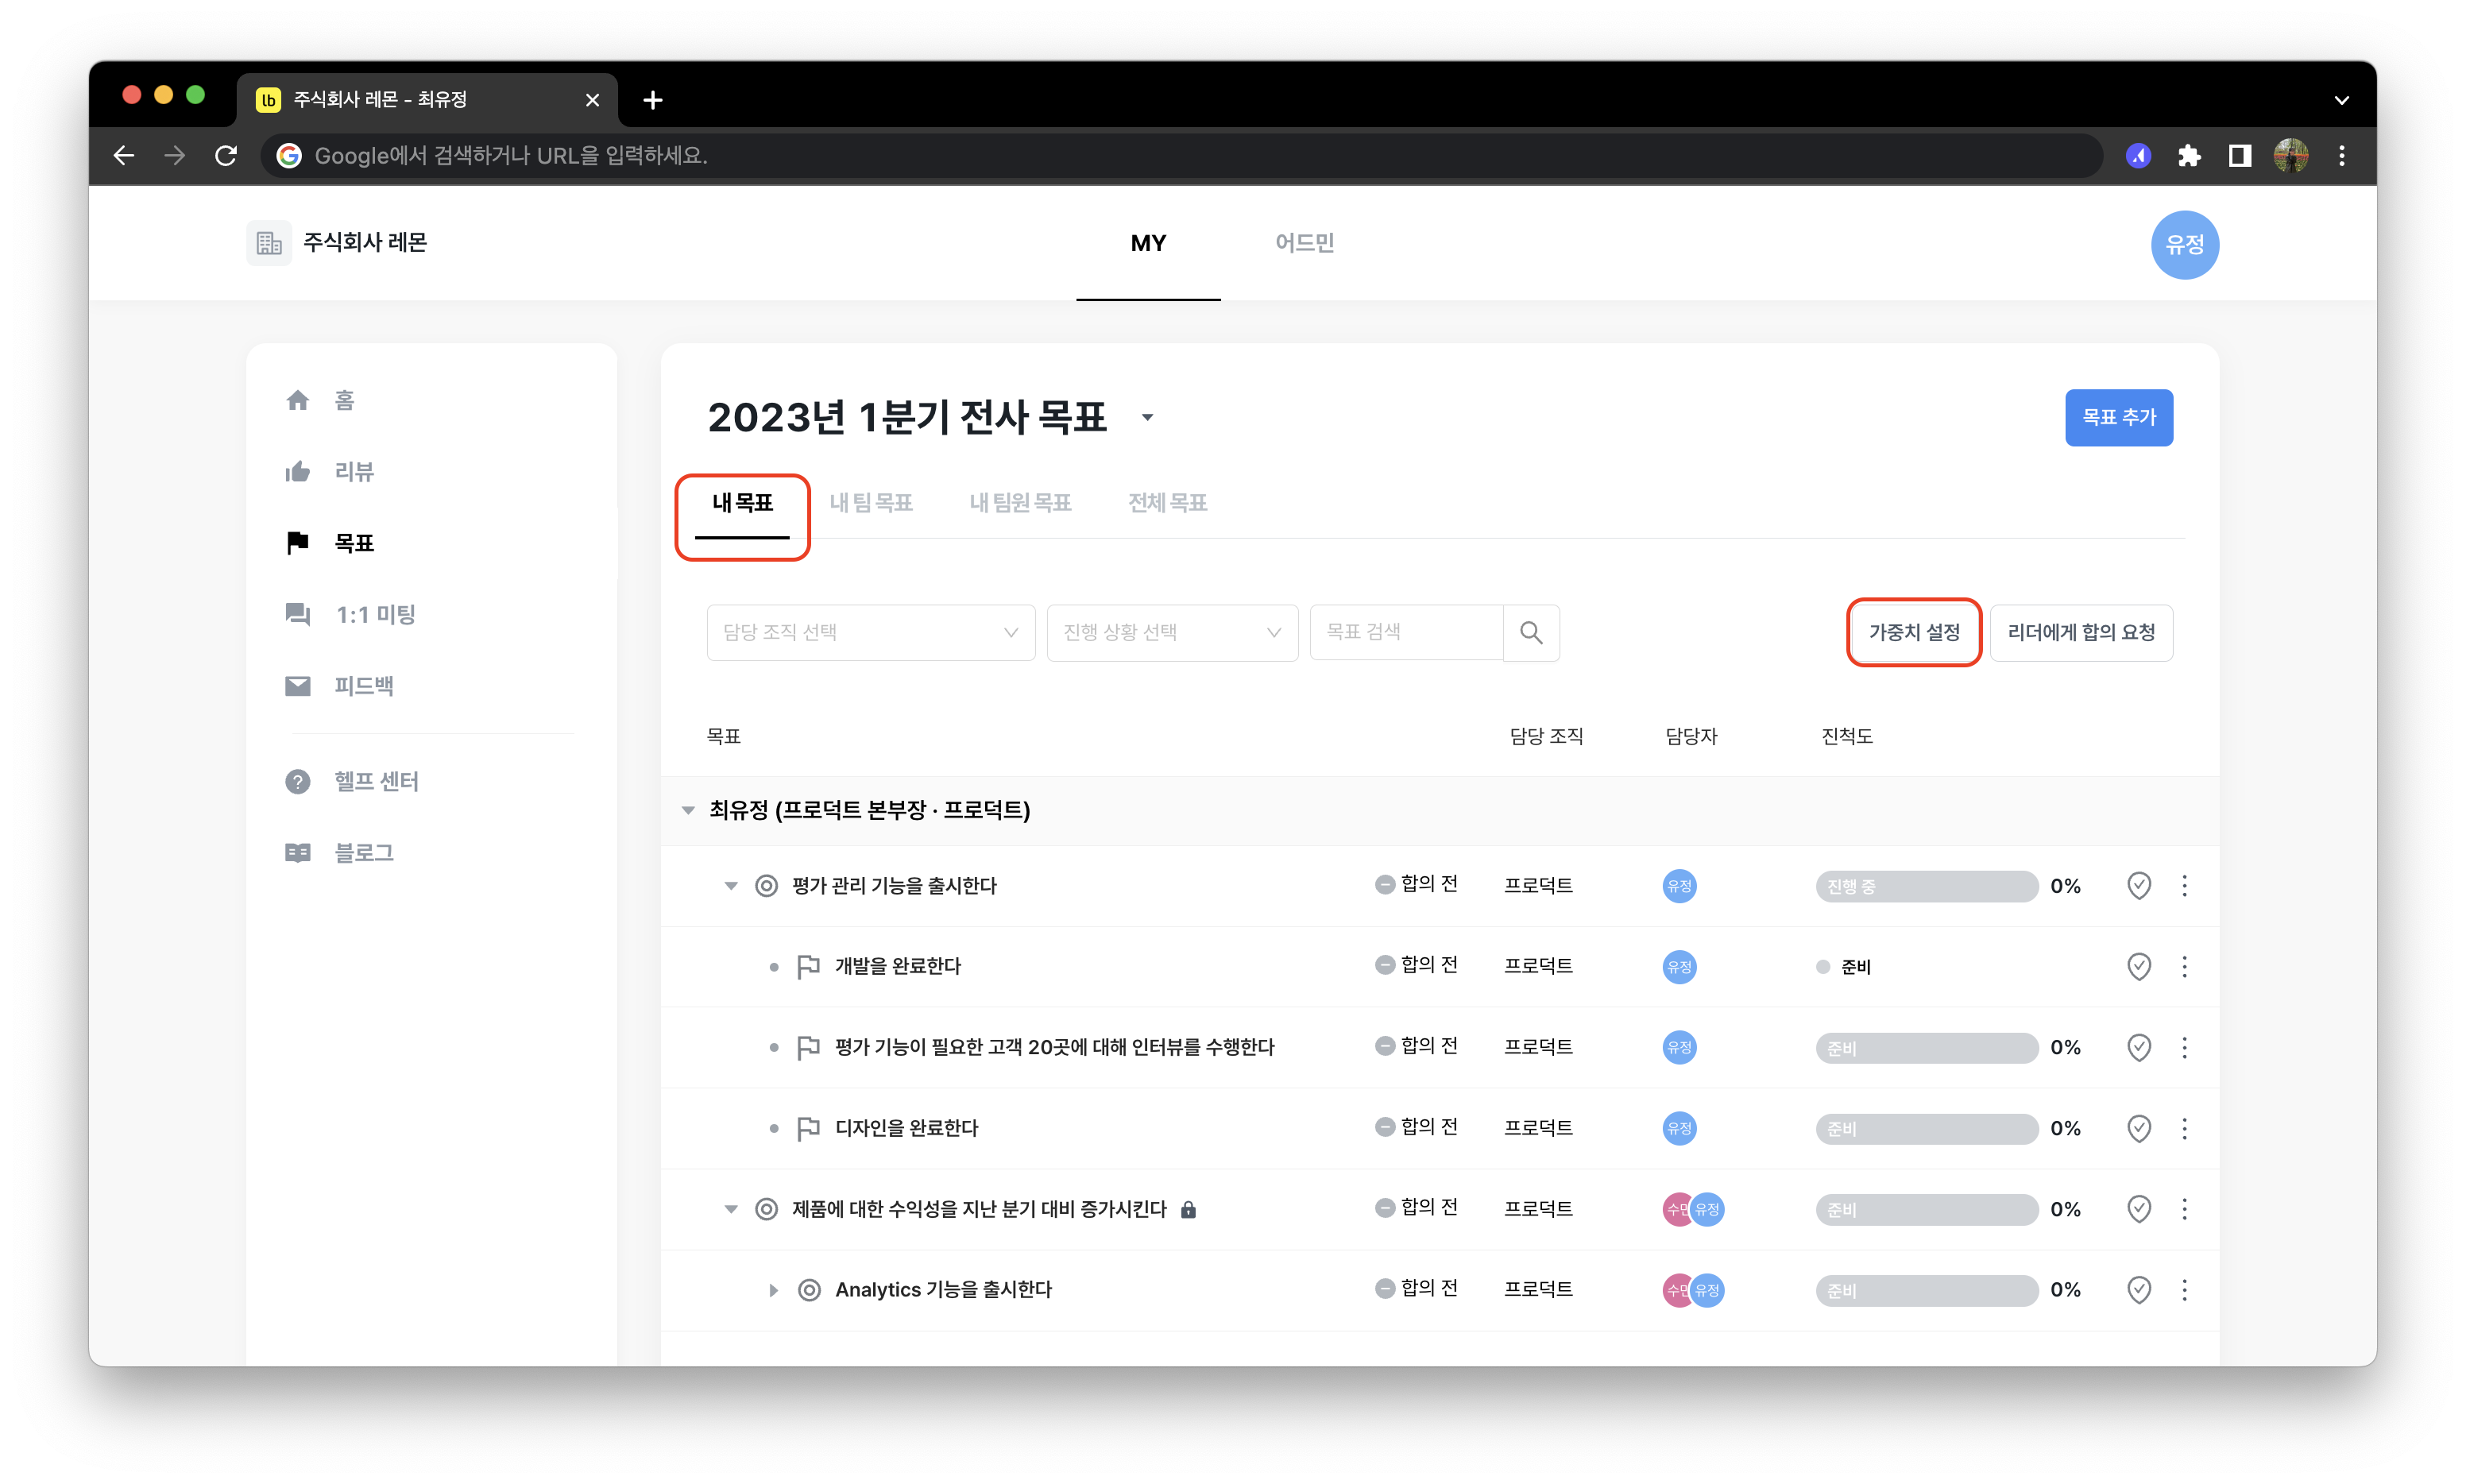 lb 주식회사 레몬 - 최유정
Google에서 검색하거나 URL을 입력하세요.
주식회사 레몬 MY 어드민 유정
홈
리뷰
목표
1:1 미팅
피드백
헬프 센터
블로그
2023년 1분기 전사 목표 목표 추가
내 목표 내 팀 목표 내 팀원 목표 전체 목표
담당 조직 선택 진행 상황 선택 목표 검색 가중치 설정 리더에게 합의 요청
목표 담당 조직 담당자 진척도
최유정 (프로덕트 본부장 · 프로덕트)
평가 관리 기능을 출시한다 합의 전 프로덕트 유정 진행 중 0%
개발을 완료한다 합의 전 프로덕트 유정 준비
평가 기능이 필요한 고객 20곳에 대해 인터뷰를 수행한다 합의 전 프로덕트 유정 준비 0%
디자인을 완료한다 합의 전 프로덕트 유정 준비 0%
제품에 대한 수익성을 지난 분기 대비 증가시킨다 합의 전 프로덕트 유정 준비 0%
Analytics 기능을 출시한다 합의 전 프로덕트 유정 준비 0%